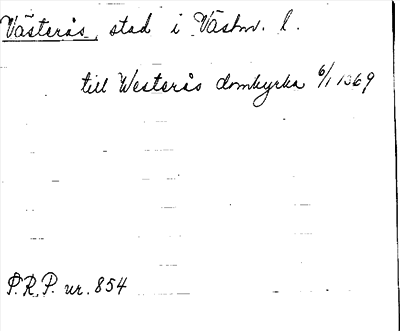 Västerås, stad i Västm. l.
till Westerås domkyrka 6/1 1369
P.R.P. nr. 854